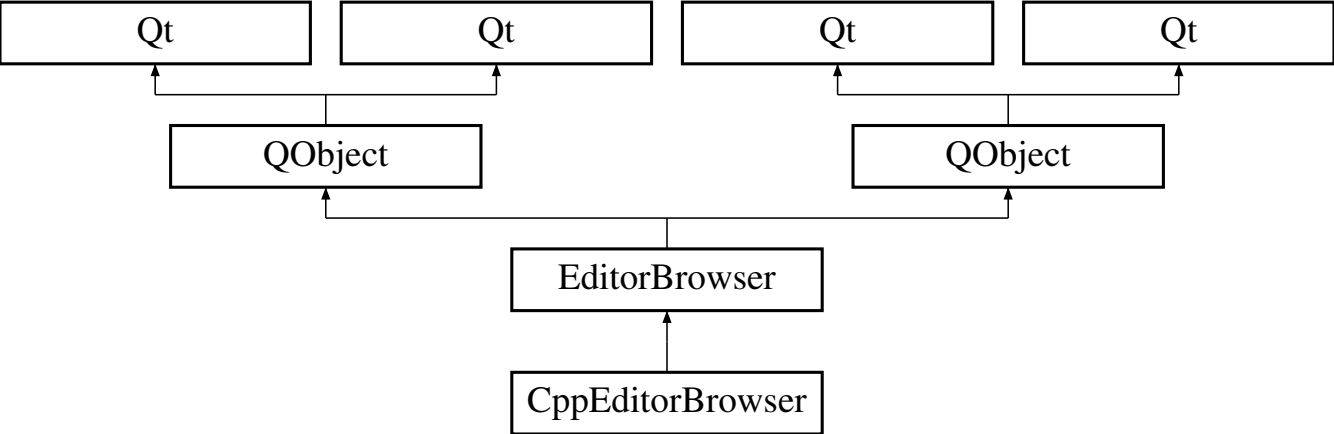 Qt
Qt
Qt
Qt
QObject
QObject
EditorBrowser
CppEditorBrowser